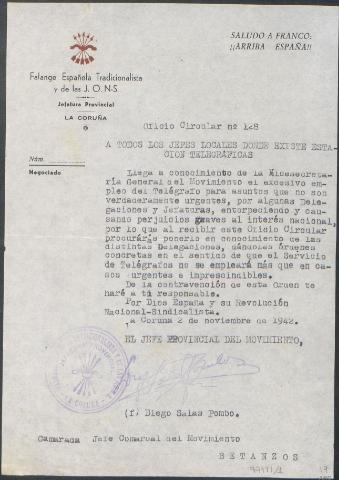 SALUDO A FRANCO:
¡¡ARRIBA ESPAÑA!!
Falange Española Tradicionalista
y de las J. O. N-S.
Jefatura Provincial
LA CORUÑA
Oficio Circular nº 148
A TODOS LOS JEFES LOCALES DONDE EXISTE ESTA-
CION TELEGRÁFICAS
Núm.
Negociado
Llega a conocimiento de la Vicesecreta-
ría General del Movimiento el excesivo em-
pleo del Telégrafo para asuntos que no son
verdaderamente urgentes, por algunas Dele-
gaciones y Jefaturas, entorpeciendo y cau-
sando perjuicios graves al interés nacional,
por lo que al recibir este Oficio Circular
procurarás ponerlo en conocimiento de las
distintas Delegaciones, dándoles órdenes
concretas en el sentido de que el Servicio
de Telégrafos no se empleará más que en ca-
sos urgentes e imprescindibles.
De la contravención de esta Orden te
haré a tí responsable.
Por Dios España y su Revolución
Nacional-Sindicalista.
La Coruña 2 de noviembre de 1942.
EL JEFE PROVINCIAL DEL MOVIMIENTO,
(f) Diego Salas Pombo.
Camarada Jefe Comarcal del Movimiento
BETANZOS